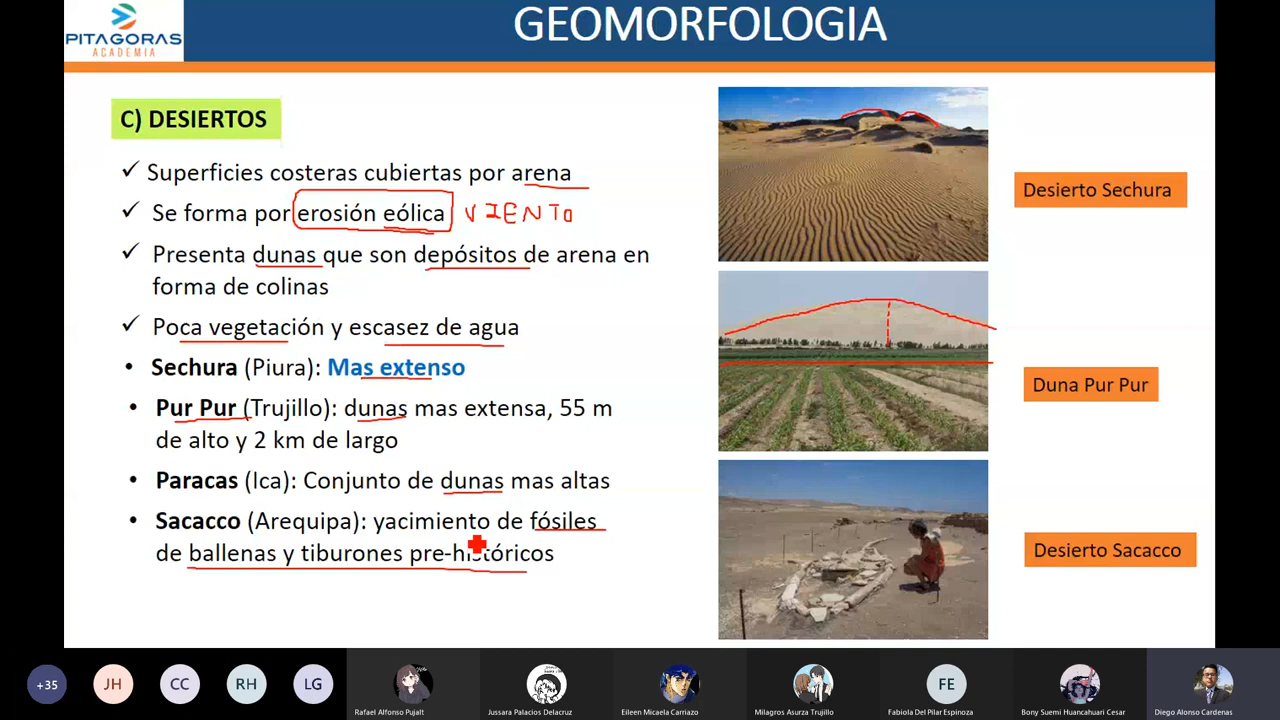 PITAGORAS
ACADEMIA
GEOMORFOLOGIA
C) DESIERTOS
✓ Superficies costeras cubiertas por arena
✓ Se forma por erosión eólica VIENTO
✓ Presenta dunas que son depósitos de arena en
forma de colinas
✓ Poca vegetación y escasez de agua
• Sechura (Piura): Mas extenso
• Pur Pur (Trujillo): dunas mas extensa, 55 m
de alto y 2 km de largo
• Paracas (Ica): Conjunto de dunas mas altas
• Sacacco (Arequipa): yacimiento de fósiles
de ballenas y tiburones pre-históricos
Desierto Sechura
Duna Pur Pur
Desierto Sacacco
+35
JH
CC
RH
LG
FE
Rafael Alfonso Pujalt
Jussara Palacios Delacruz
Eileen Micaela Carriazo
Milagros Asurza Trujillo
Fabiola Del Pilar Espinoza
Bony Suemi Huancahuari Cesar
Diego Alonso Cardenas